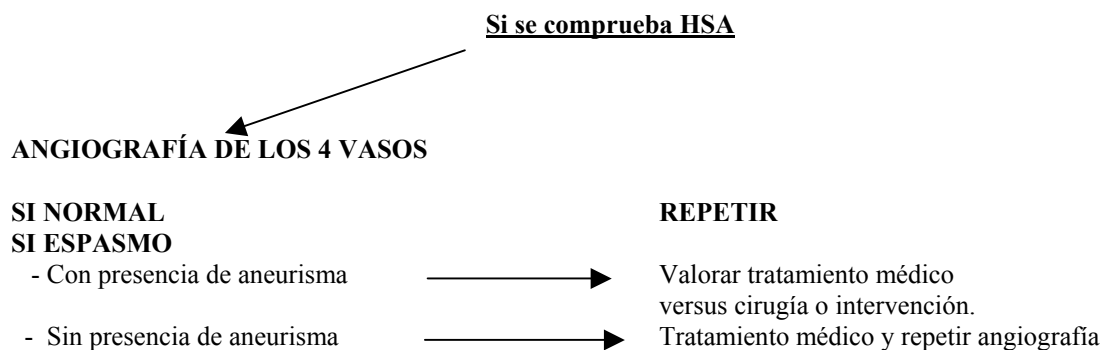 Si se comprueba HSA
ANGIOGRAFÍA DE LOS 4 VASOS
SI NORMAL REPETIR
SI ESPASMO
- Con presencia de aneurisma Valorar tratamiento médico
versus cirugía o intervención.
- Sin presencia de aneurisma Tratamiento médico y repetir angiografía